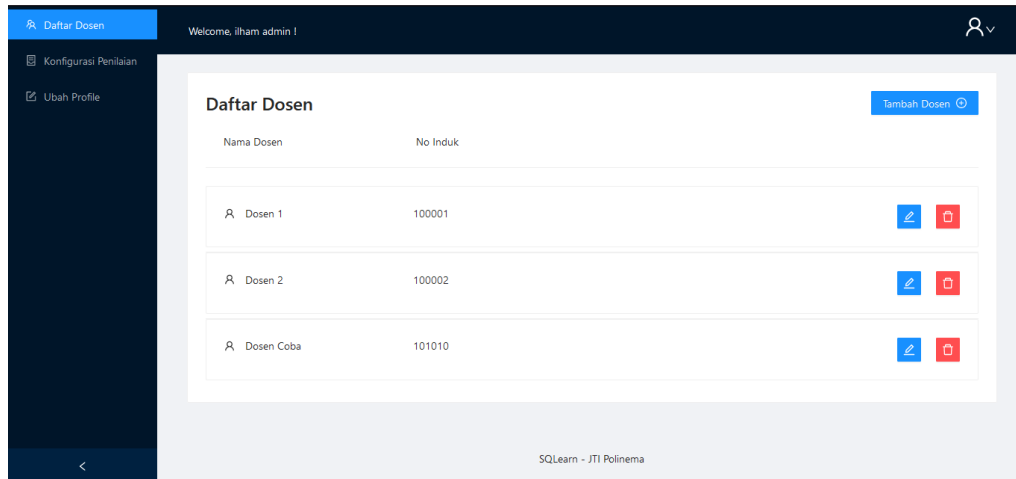 Daftar Dosen
Konfigurasi Penilaian
Ubah Profile
Welcome, ilham admin !
Daftar Dosen
Tambah Dosen
Nama Dosen No Induk
Dosen 1 100001
Dosen 2 100002
Dosen Coba 101010
SQLearn - JTI Polinema